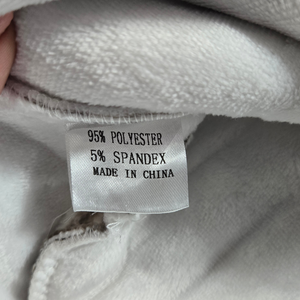 95% POLYESTER
5% SPANDEX
MADE IN CHINA